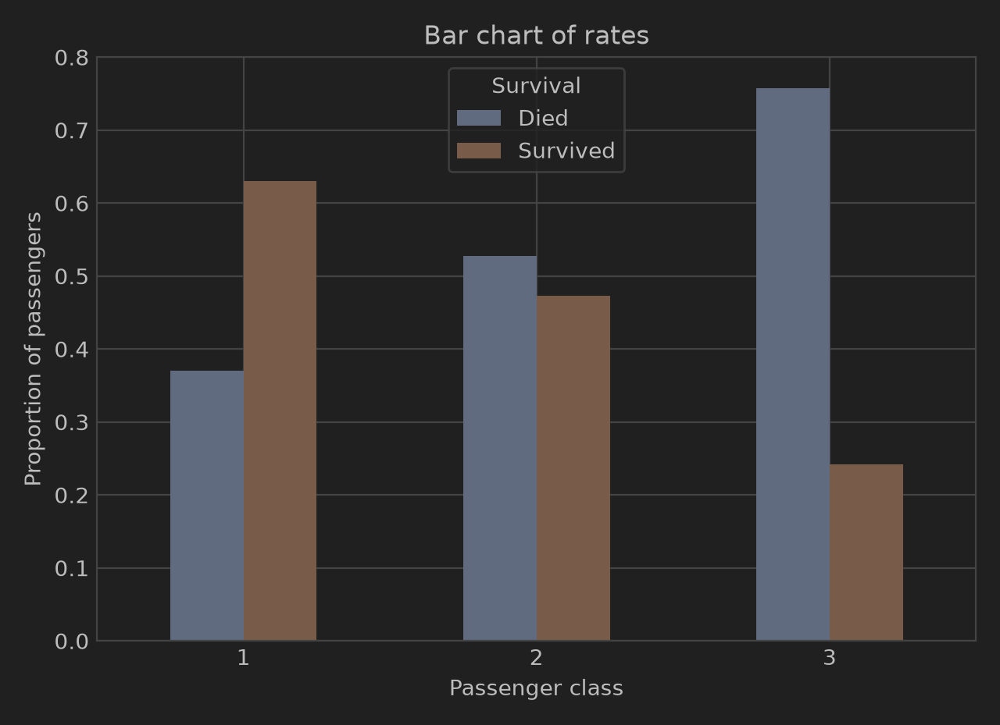 Bar chart of rates
Survival
Died
Survived
Proportion of passengers
0.8
0.7
0.6
0.5
0.4
0.3
0.2
0.1
0.0
1 2 3
Passenger class